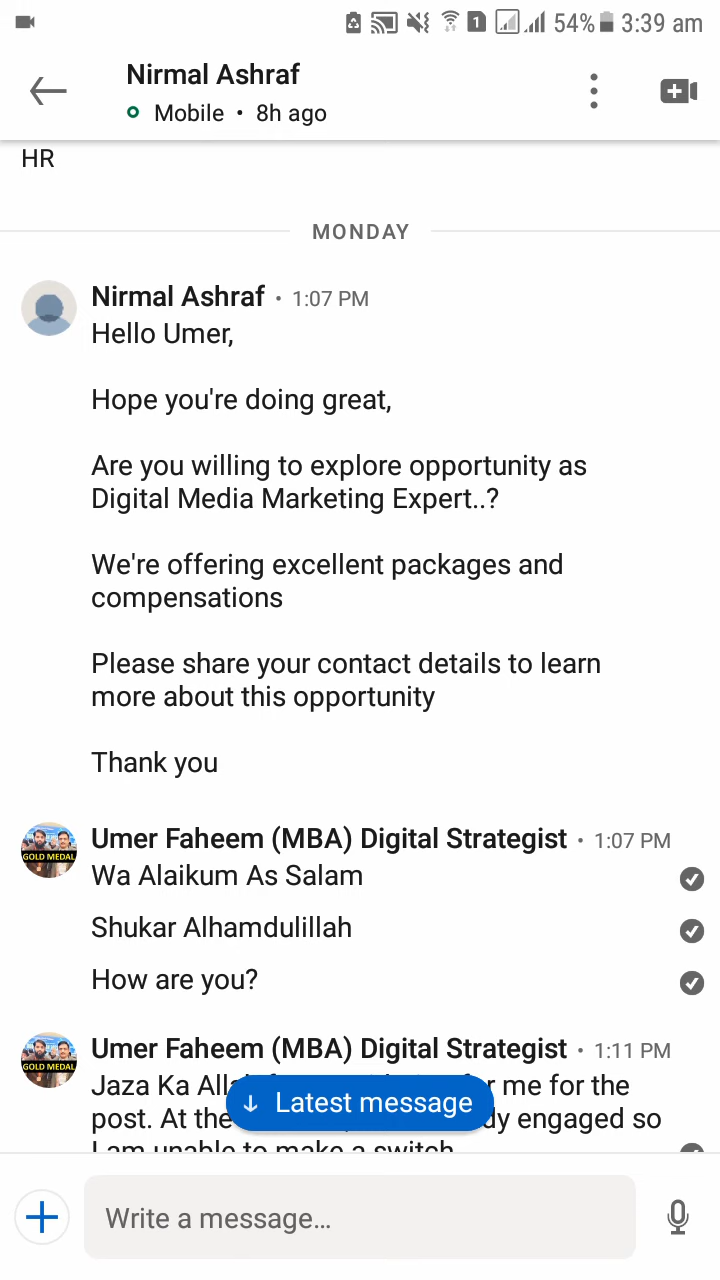 54% 3:39 am
Nirmal Ashraf
Mobile • 8h ago
HR
MONDAY
Nirmal Ashraf • 1:07 PM
Hello Umer,
Hope you're doing great,
Are you willing to explore opportunity as
Digital Media Marketing Expert..?
We're offering excellent packages and
compensations
Please share your contact details to learn
more about this opportunity
Thank you
GOLD MEDAL
Umer Faheem (MBA) Digital Strategist • 1:07 PM
Wa Alaikum As Salam
Shukar Alhamdulillah
How are you?
GOLD MEDAL
Umer Faheem (MBA) Digital Strategist • 1:11 PM
Jaza Ka me for the
post. At the engaged so
I am unable to make a switch
Latest message
Write a message...